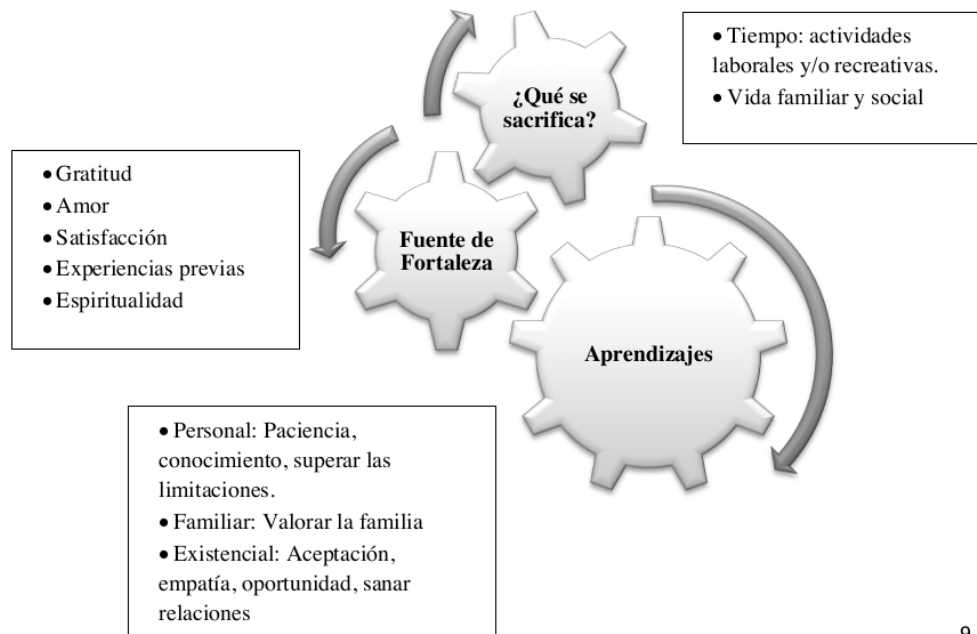 ¿Qué se
sacrifica?
• Tiempo: actividades
laborales y/o recreativas.
• Vida familiar y social
• Gratitud
• Amor
• Satisfacción
• Experiencias previas
• Espiritualidad
Fuente de
Fortaleza
Aprendizajes
• Personal: Paciencia,
conocimiento, superar las
limitaciones.
• Familiar: Valorar la familia
• Existencial: Aceptación,
empatía, oportunidad, sanar
relaciones
9